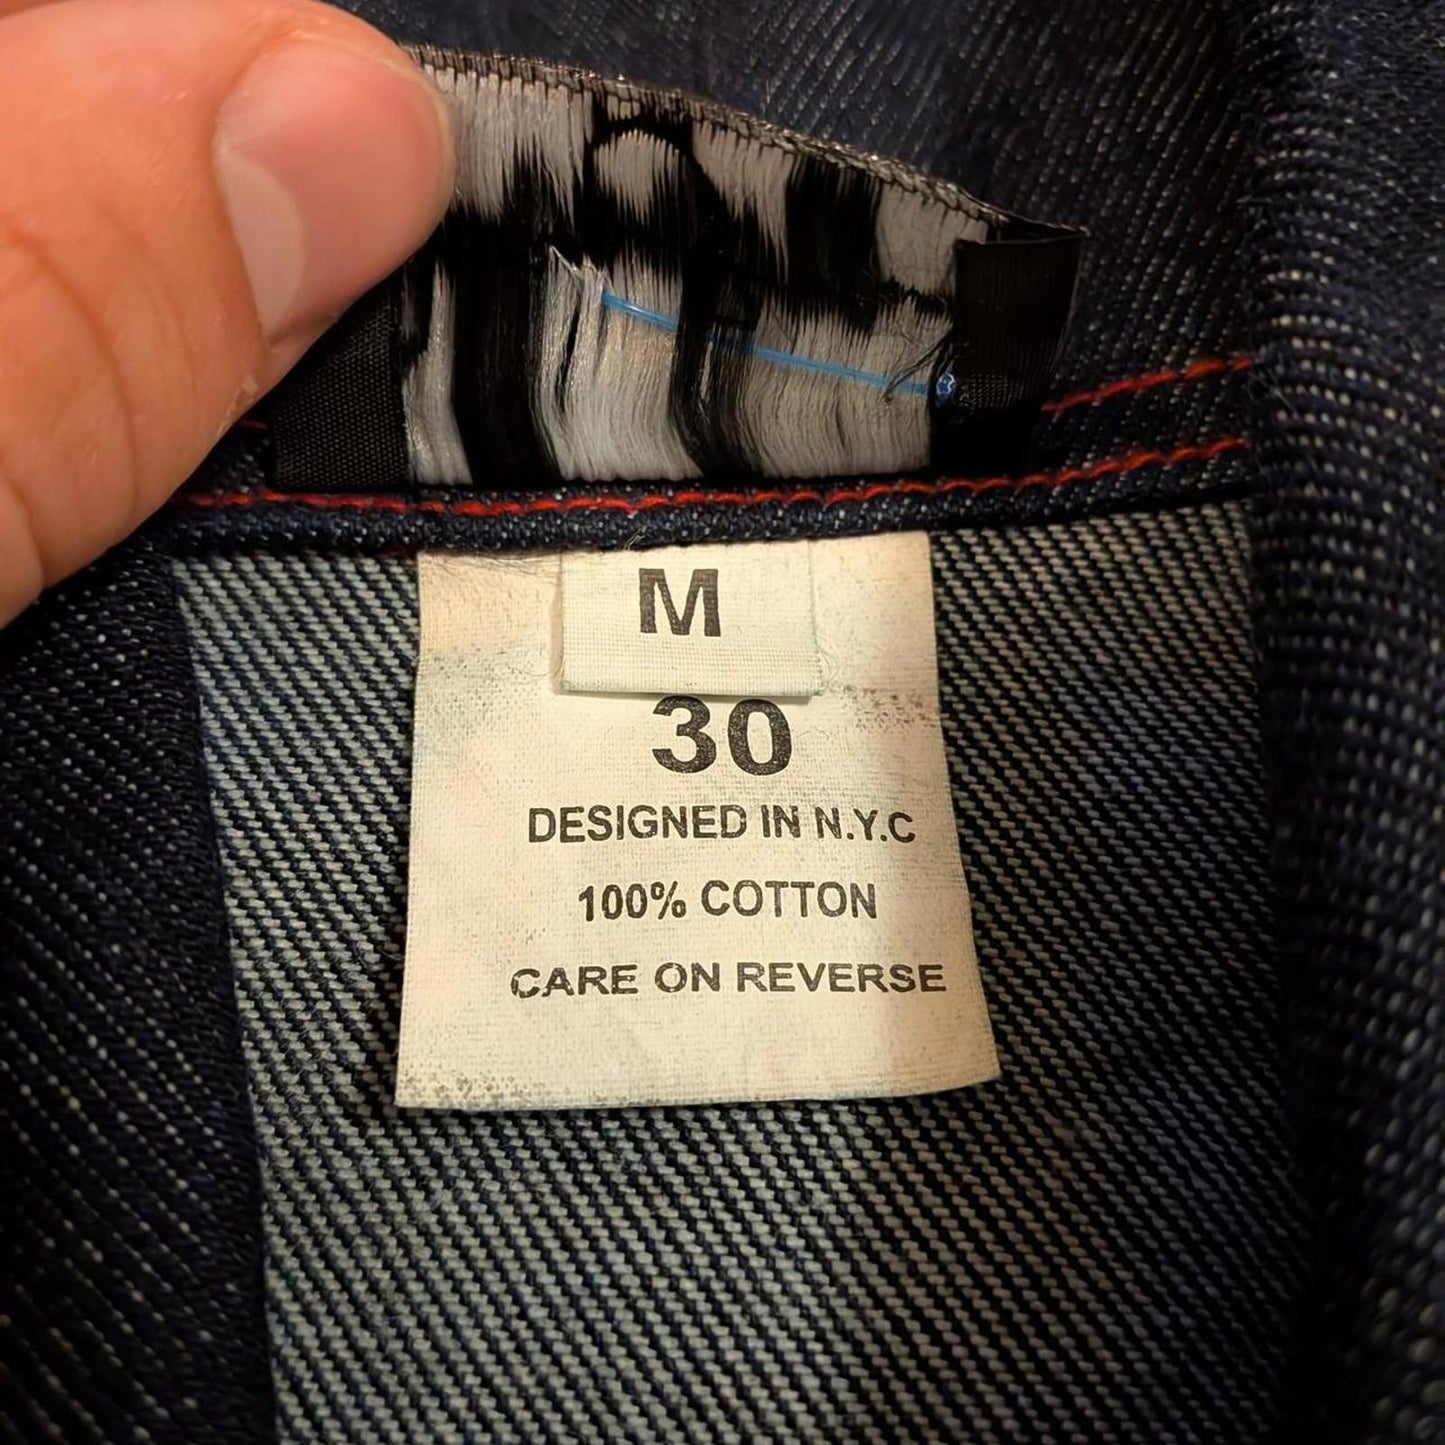 M
30
DESIGNED IN N.Y.C
100% COTTON
CARE ON REVERSE